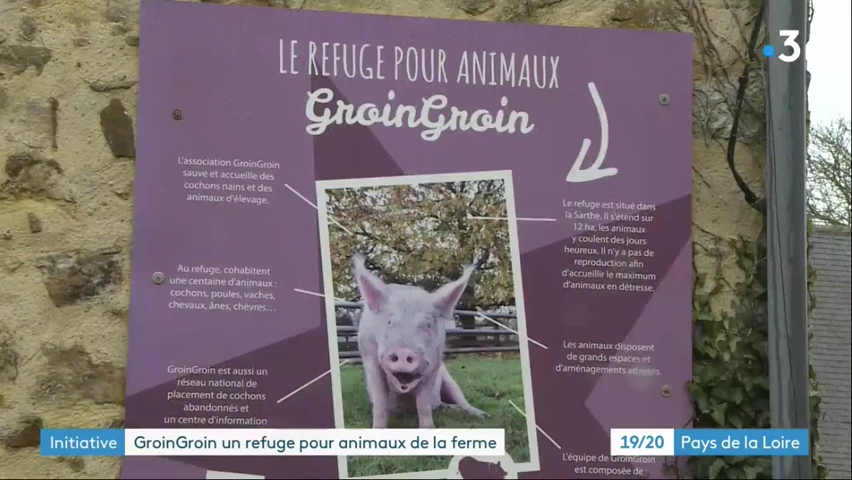 3
LE REFUGE POUR ANIMAUX
GroinGroin
L'association GroinGroin
sauve et accueille des
cochons nains et des
animaux d'élevage.
Au refuge, cohabitent
une centaine d'animaux :
cochons, poules, vaches,
chevaux, ânes, chèvres...
GroinGroin est aussi un
réseau national de
placement de cochons
abandonnés et
un centre d'information
Le refuge est situé dans
la Sarthe. Il s'étend sur
12 ha, les animaux
y coulent des jours
heureux. Il n'y a pas de
reproduction afin
d'accueillir le maximum
d'animaux en détresse.
Les animaux disposent
de grands espaces et
d'aménagements adaptés.
L'équipe de GroinGroin
est composée de
Initiative
GroinGroin un refuge pour animaux de la ferme
19/20
Pays de la Loire